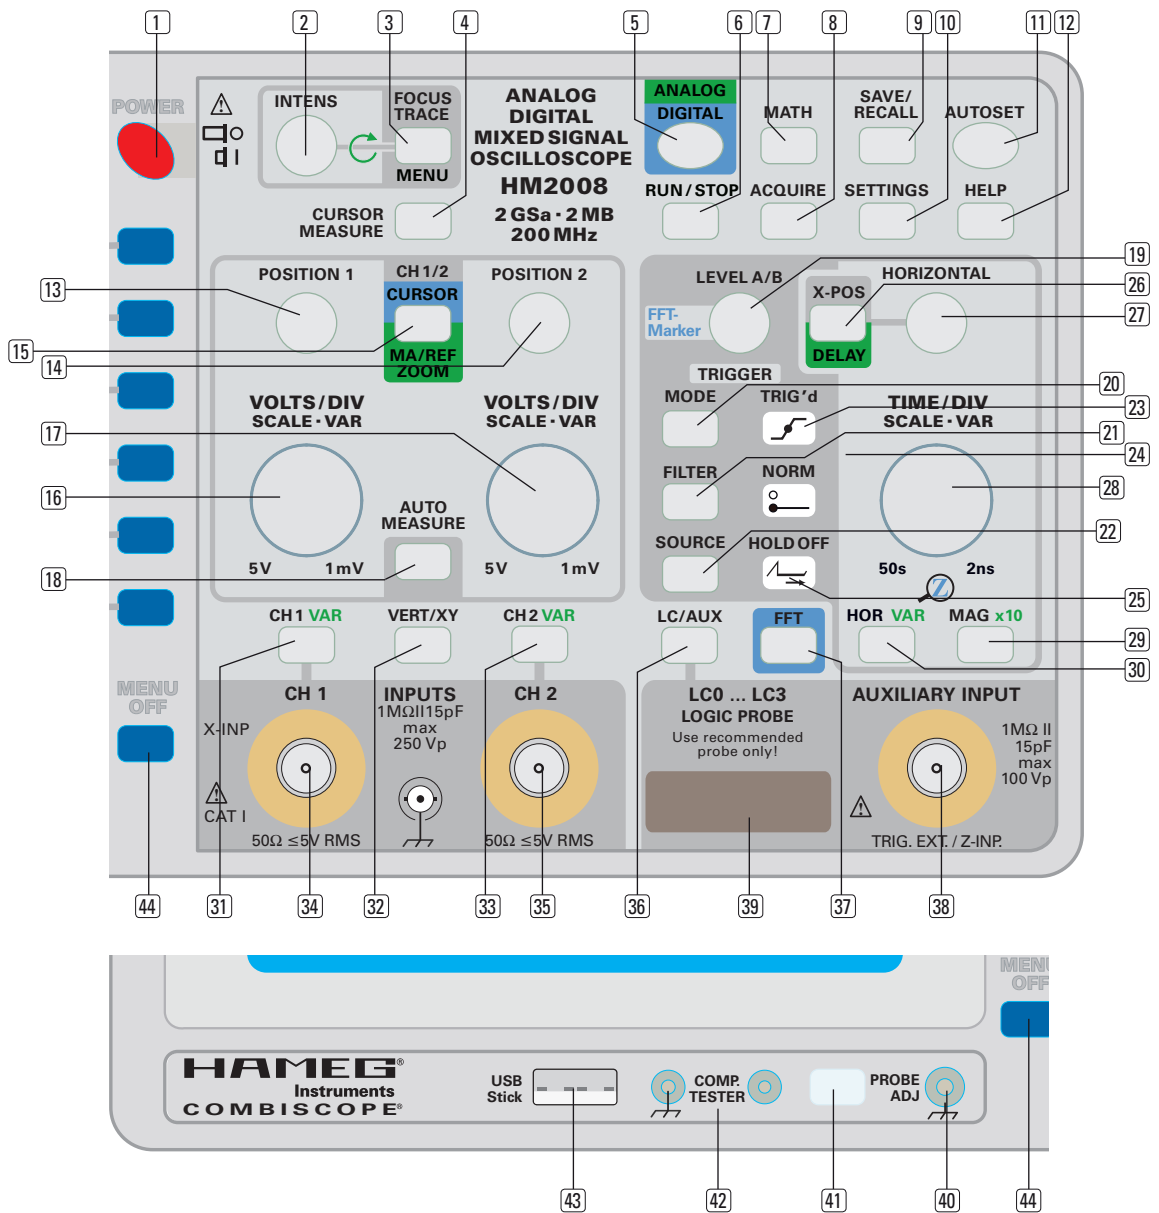 1 2 3 4 5 6 7 8 9 10 11 12
POWER
INTENS
FOCUS
TRACE
MENU
ANALOG
DIGITAL
MIXED SIGNAL
OSCILLOSCOPE
HM2008
2 GSa · 2 MB
200 MHz
ANALOG
DIGITAL
MATH
SAVE/
RECALL
AUTOSET
CURSOR
MEASURE
RUN / STOP
ACQUIRE
SETTINGS
HELP
13
POSITION 1
CH 1/2
CURSOR
MA/REF
ZOOM
POSITION 2
15
14
LEVEL A/B
FFT-
Marker
X-POS
DELAY
HORIZONTAL
19
26
27
TRIGGER
MODE
TRIG'd
20
23
VOLTS / DIV
SCALE · VAR
VOLTS / DIV
SCALE · VAR
TIME / DIV
SCALE · VAR
17
21
24
FILTER
NORM
16
28
AUTO
MEASURE
SOURCE
HOLD OFF
22
5 V
1 mV
5 V
1 mV
50s
2ns
Z
18
25
CH 1 VAR
VERT/XY
CH 2 VAR
LC/AUX
FFT
HOR VAR
MAG x10
29
30
MENU
OFF
CH 1
INPUTS
1MΩII15pF
max
250 Vp
CH 2
LC0 ... LC3
LOGIC PROBE
Use recommended
probe only!
AUXILIARY INPUT
1MΩ II
15pF
max
100 Vp
X-INP
CAT I
50Ω ≤5V RMS
50Ω ≤5V RMS
TRIG. EXT. / Z-INP.
44 31 34 32 33 35 36 39 37 38
MENU
OFF
HAMEG®
Instruments
COMBISCOPE®
USB
Stick
COMP.
TESTER
PROBE
ADJ
43 42 41 40 44